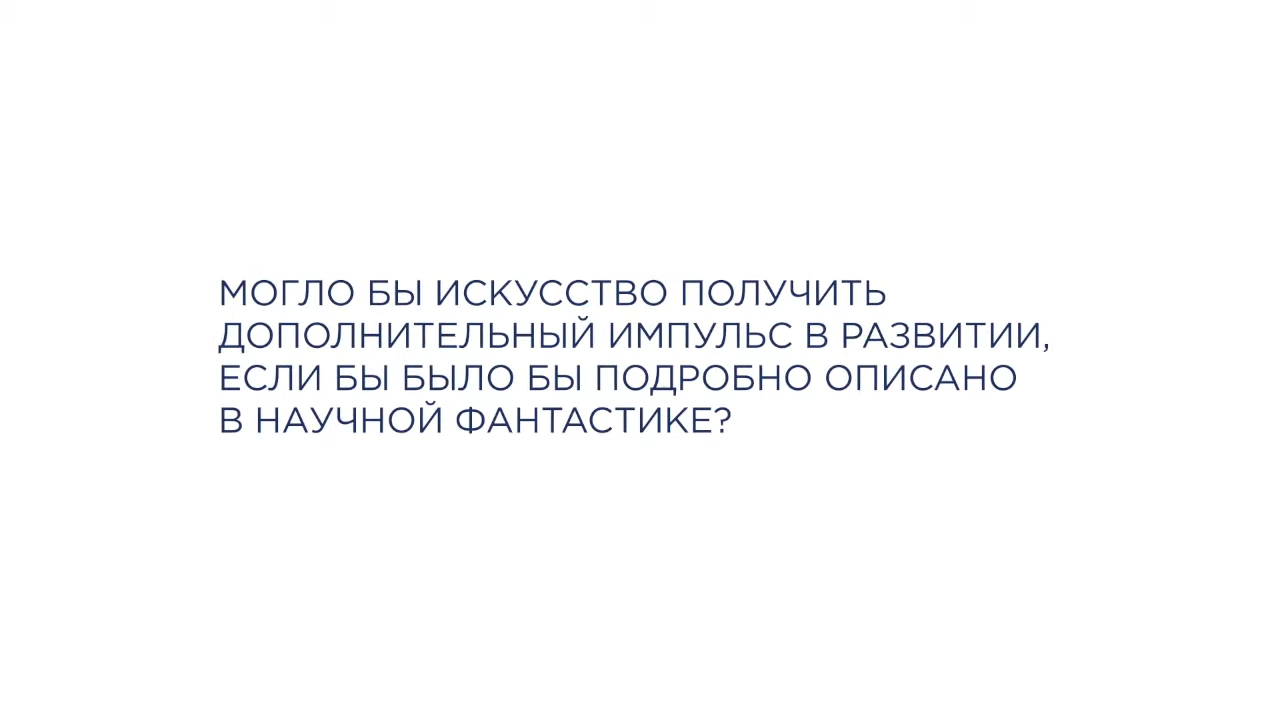 МОГЛО БЫ ИСКУССТВО ПОЛУЧИТЬ
ДОПОЛНИТЕЛЬНЫЙ ИМПУЛЬС В РАЗВИТИИ,
ЕСЛИ БЫ БЫЛО БЫ ПОДРОБНО ОПИСАНО
В НАУЧНОЙ ФАНТАСТИКЕ?